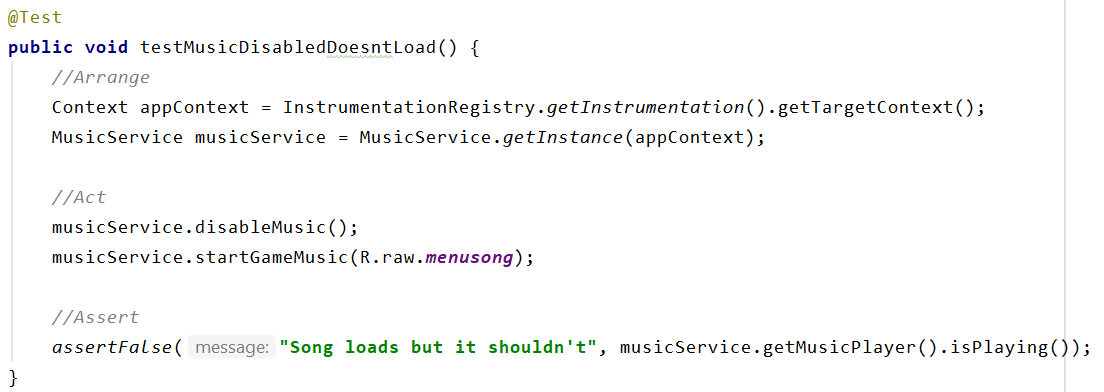 @Test
public void testMusicDisabledDoesntLoad() {
//Arrange
Context appContext = InstrumentationRegistry.getInstrumentation().getTargetContext();
MusicService musicService = MusicService.getInstance(appContext);
//Act
musicService.disableMusic();
musicService.startGameMusic(R.raw.menusong);
//Assert
assertFalse( message: "Song loads but it shouldn't", musicService.getMusicPlayer().isPlaying());
}